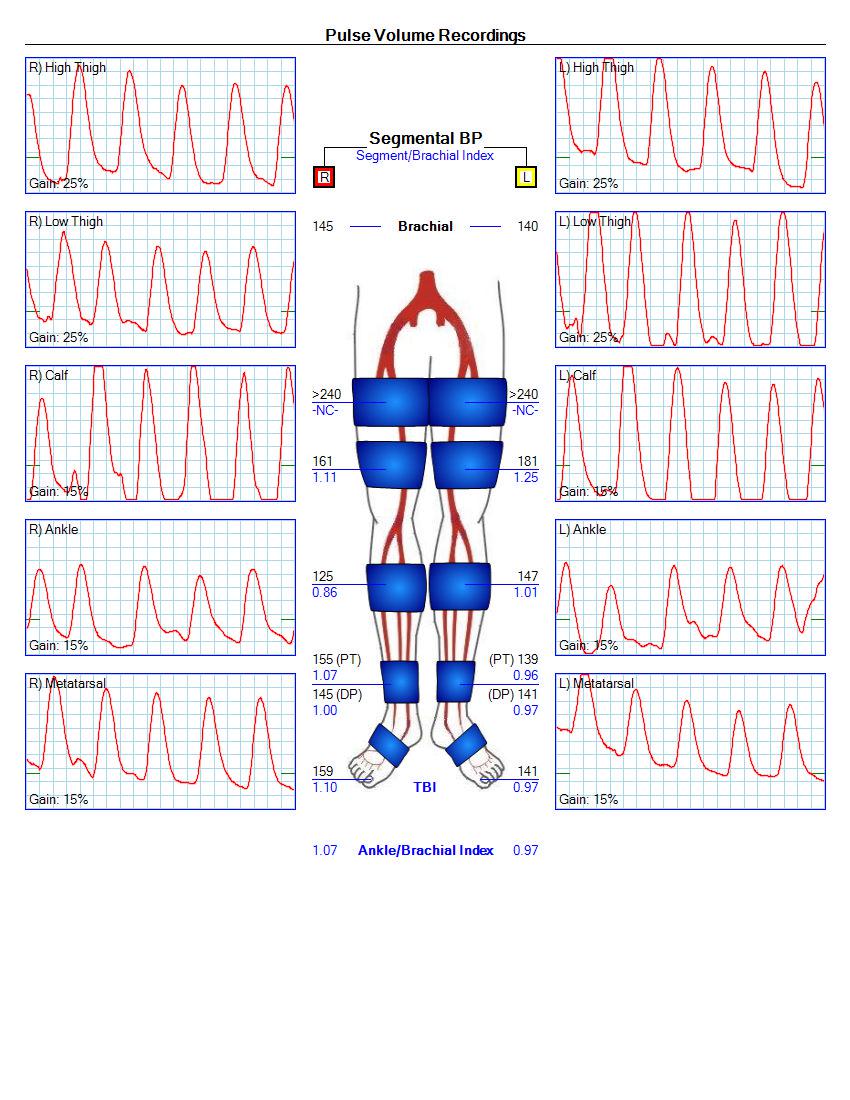 Pulse Volume Recordings
R) High Thigh
Gain: 25%
L) High Thigh
Gain: 25%
Segmental BP
Segment/Brachial Index
R
L
R) Low Thigh
Gain: 25%
145 Brachial 140
L) Low Thigh
Gain: 25%
R) Calf
Gain: 15%
>240
-NC-
>240
-NC-
161
1.11
181
1.25
L) Calf
Gain: 15%
R) Ankle
Gain: 15%
125
0.86
147
1.01
L) Ankle
Gain: 15%
155 (PT)
1.07
145 (DP)
1.00
(PT) 139
0.96
(DP) 141
0.97
R) Metatarsal
Gain: 15%
159
1.10
TBI
141
0.97
L) Metatarsal
Gain: 15%
1.07 Ankle/Brachial Index 0.97